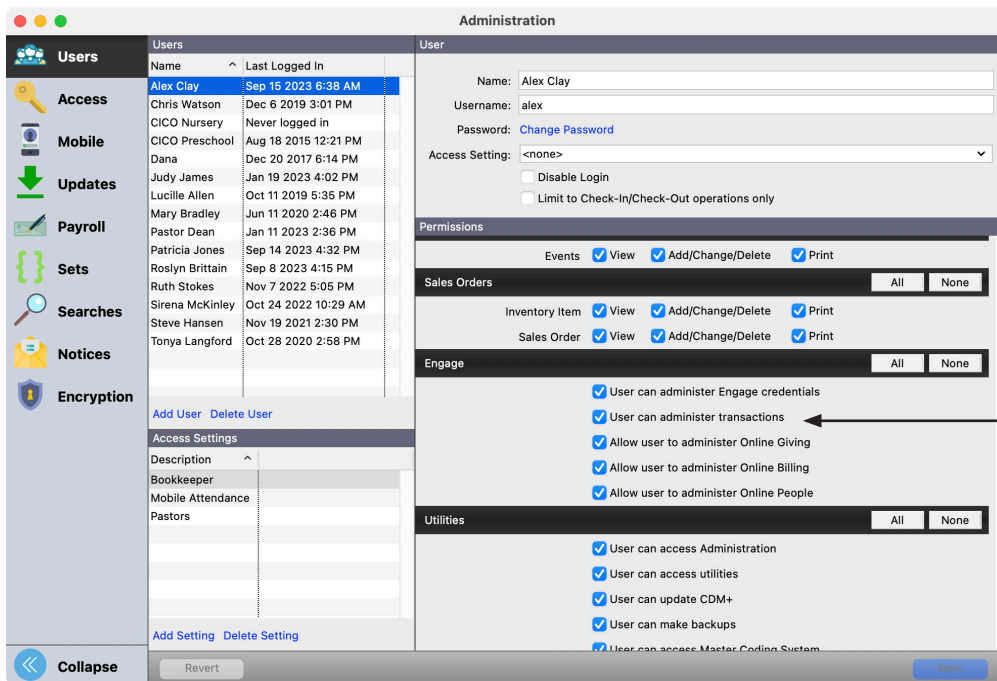 Administration
Users
Access
Mobile
Updates
Payroll
Sets
Searches
Notices
Encryption
Collapse
Users
Name Last Logged In
Alex Clay Sep 15 2023 6:38 AM
Chris Watson Dec 6 2019 3:01 PM
CICO Nursery Never logged in
CICO Preschool Aug 18 2015 12:21 PM
Dana Dec 20 2017 6:14 PM
Judy James Jan 19 2023 4:02 PM
Lucille Allen Oct 11 2019 5:35 PM
Mary Bradley Jun 11 2020 2:46 PM
Pastor Dean Jan 11 2023 2:36 PM
Patricia Jones Sep 14 2023 4:32 PM
Roslyn Brittain Sep 8 2023 4:15 PM
Ruth Stokes Nov 7 2022 5:05 PM
Sirena McKinley Oct 24 2022 10:29 AM
Steve Hansen Nov 19 2021 2:30 PM
Tonya Langford Oct 28 2020 2:58 PM
Add User Delete User
Access Settings
Description
Bookkeeper
Mobile Attendance
Pastors
Add Setting Delete Setting
User
Name: Alex Clay
Username: alex
Password: Change Password
Access Setting: <none>
Disable Login
Limit to Check-In/Check-Out operations only
Permissions
Events View Add/Change/Delete Print
Sales Orders All None
Inventory Item View Add/Change/Delete Print
Sales Order View Add/Change/Delete Print
Engage All None
User can administer Engage credentials
User can administer transactions
Allow user to administer Online Giving
Allow user to administer Online Billing
Allow user to administer Online People
Utilities All None
User can access Administration
User can access utilities
User can update CDM+
User can make backups
User can access Master Coding System
Revert Save